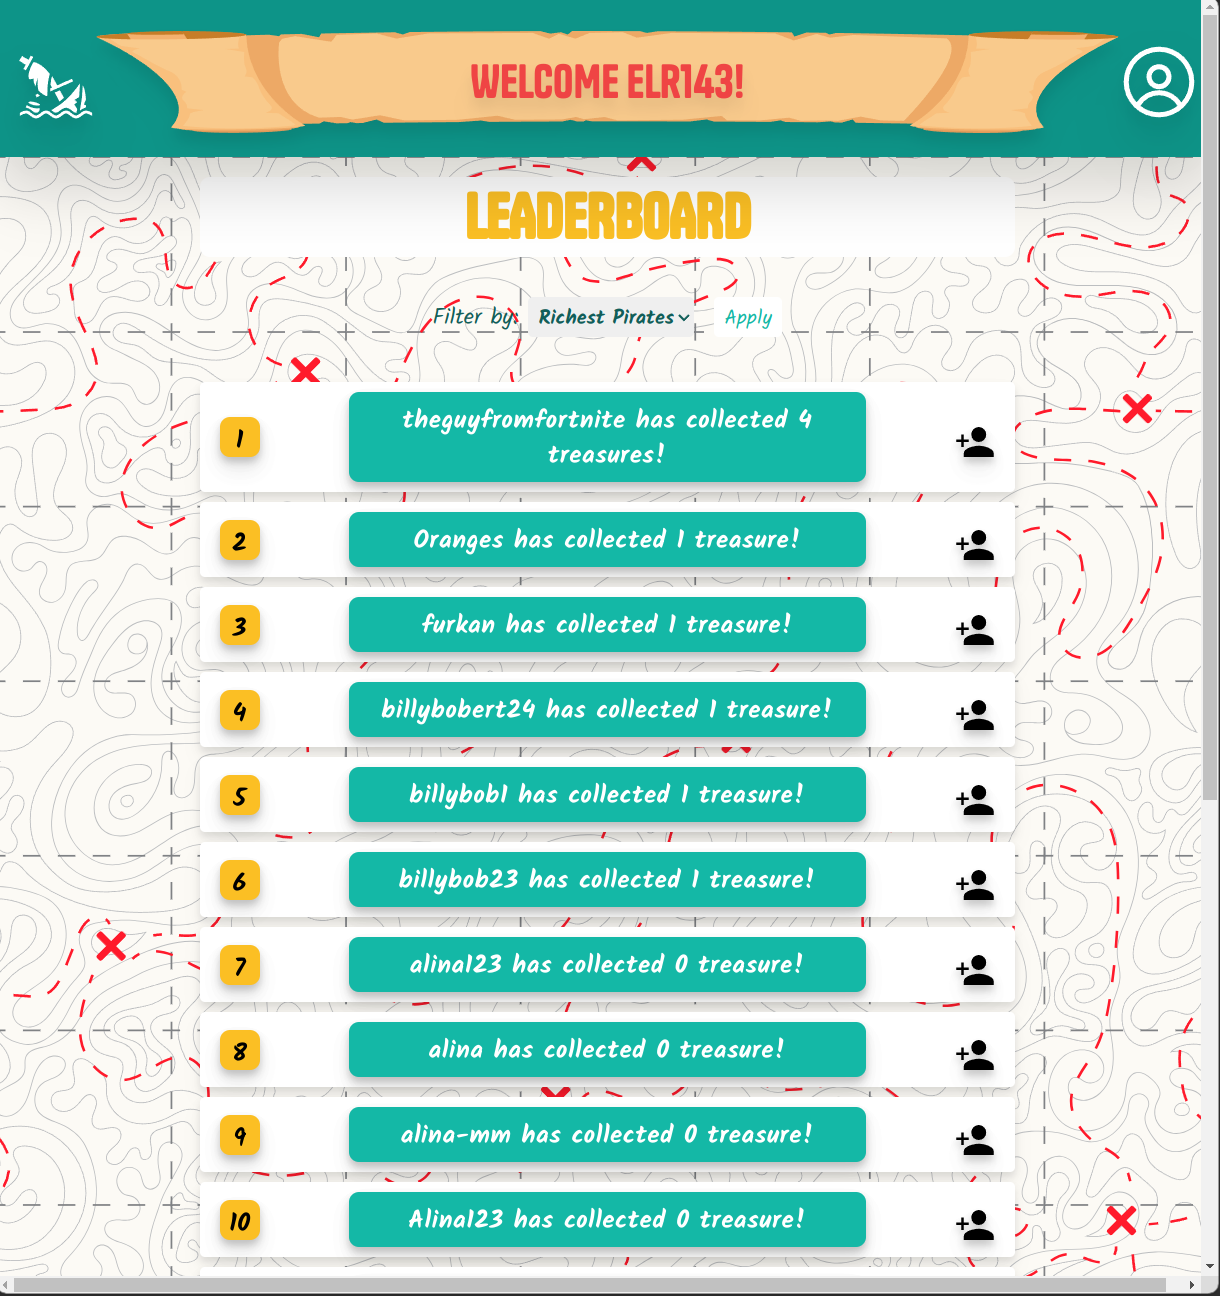 WELCOME ELR143!
LEADERBOARD
Filter by: Richest Pirates Apply
1
theguyfromfortnite has collected 4
treasures!
2
Oranges has collected 1 treasure!
3
furkan has collected 1 treasure!
4
billybobert24 has collected 1 treasure!
5
billybob1 has collected 1 treasure!
6
billybob23 has collected 1 treasure!
7
alina123 has collected 0 treasure!
8
alina has collected 0 treasure!
9
alina-mm has collected 0 treasure!
10
Alina123 has collected 0 treasure!